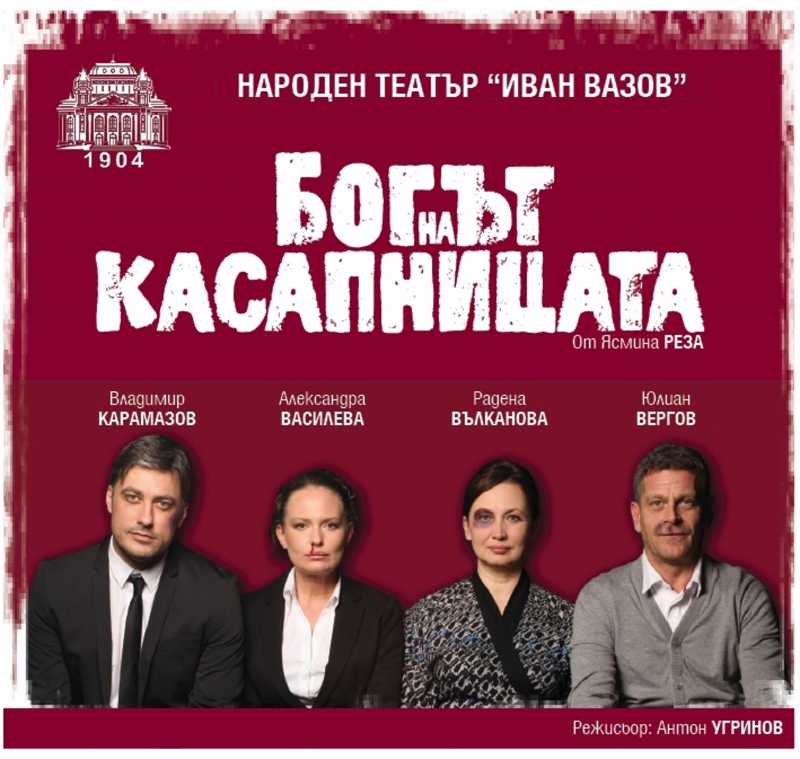 НАРОДЕН ТЕАТЪР “ИВАН ВАЗОВ”
1904
БОГЪТ
НА
КАСАПНИЦАТА
От Ясмина РЕЗА
Владимир
КАРАМАЗОВ
Александра
ВАСИЛЕВА
Радена
ВЪЛКАНОВА
Юлиан
ВЕРГОВ
Режисьор: Антон УГРИНОВ